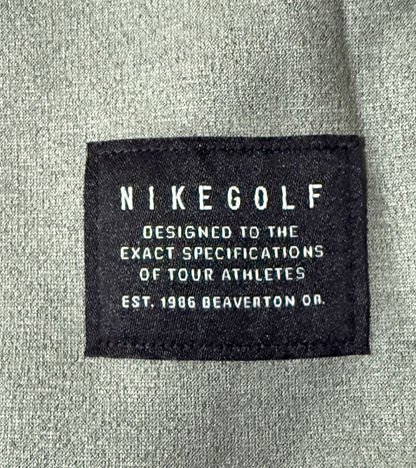 NIKEGOLF
DESIGNED TO THE
EXACT SPECIFICATIONS
OF TOUR ATHLETES
EST. 1986 BEAVERTON OR.